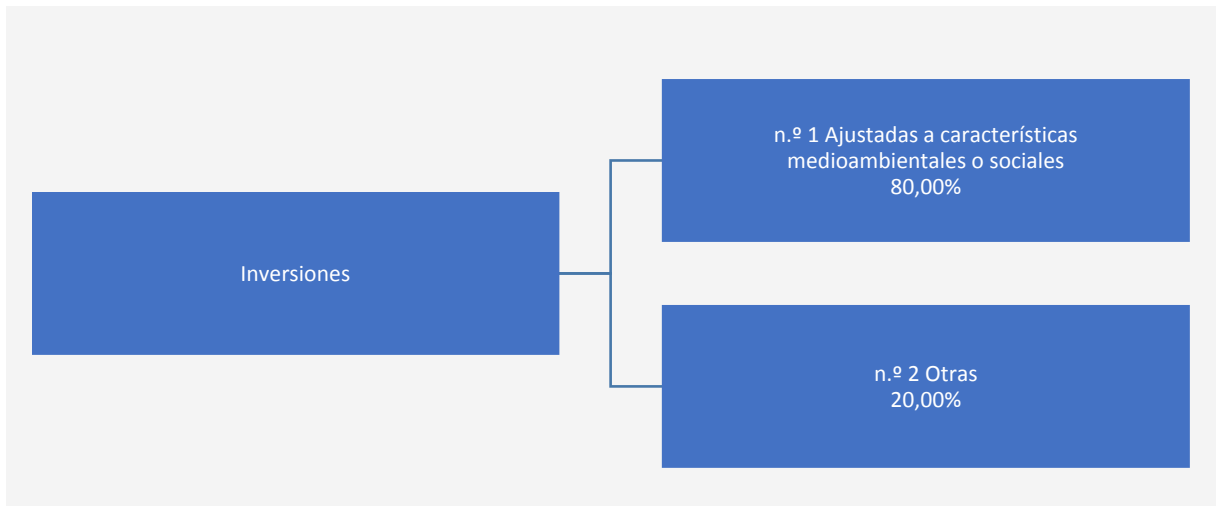 n.º 1 Ajustadas a características
medioambientales o sociales
80,00%
Inversiones
n.º 2 Otras
20,00%